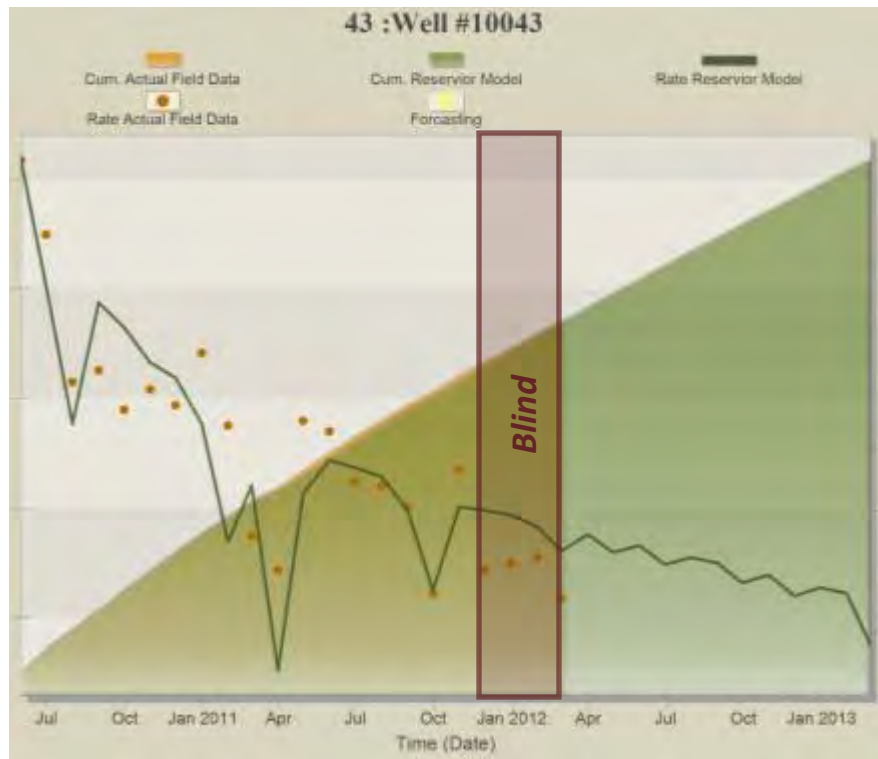 43 :Well #10043
Cum. Actual Field Data
Cum. Reservior Model
Rate Reservior Model
Rate Actual Field Data
Forcasting
Blind
Jul Oct Jan 2011 Apr Jul Oct Jan 2012 Apr Jul Oct Jan 2013
Time (Date)